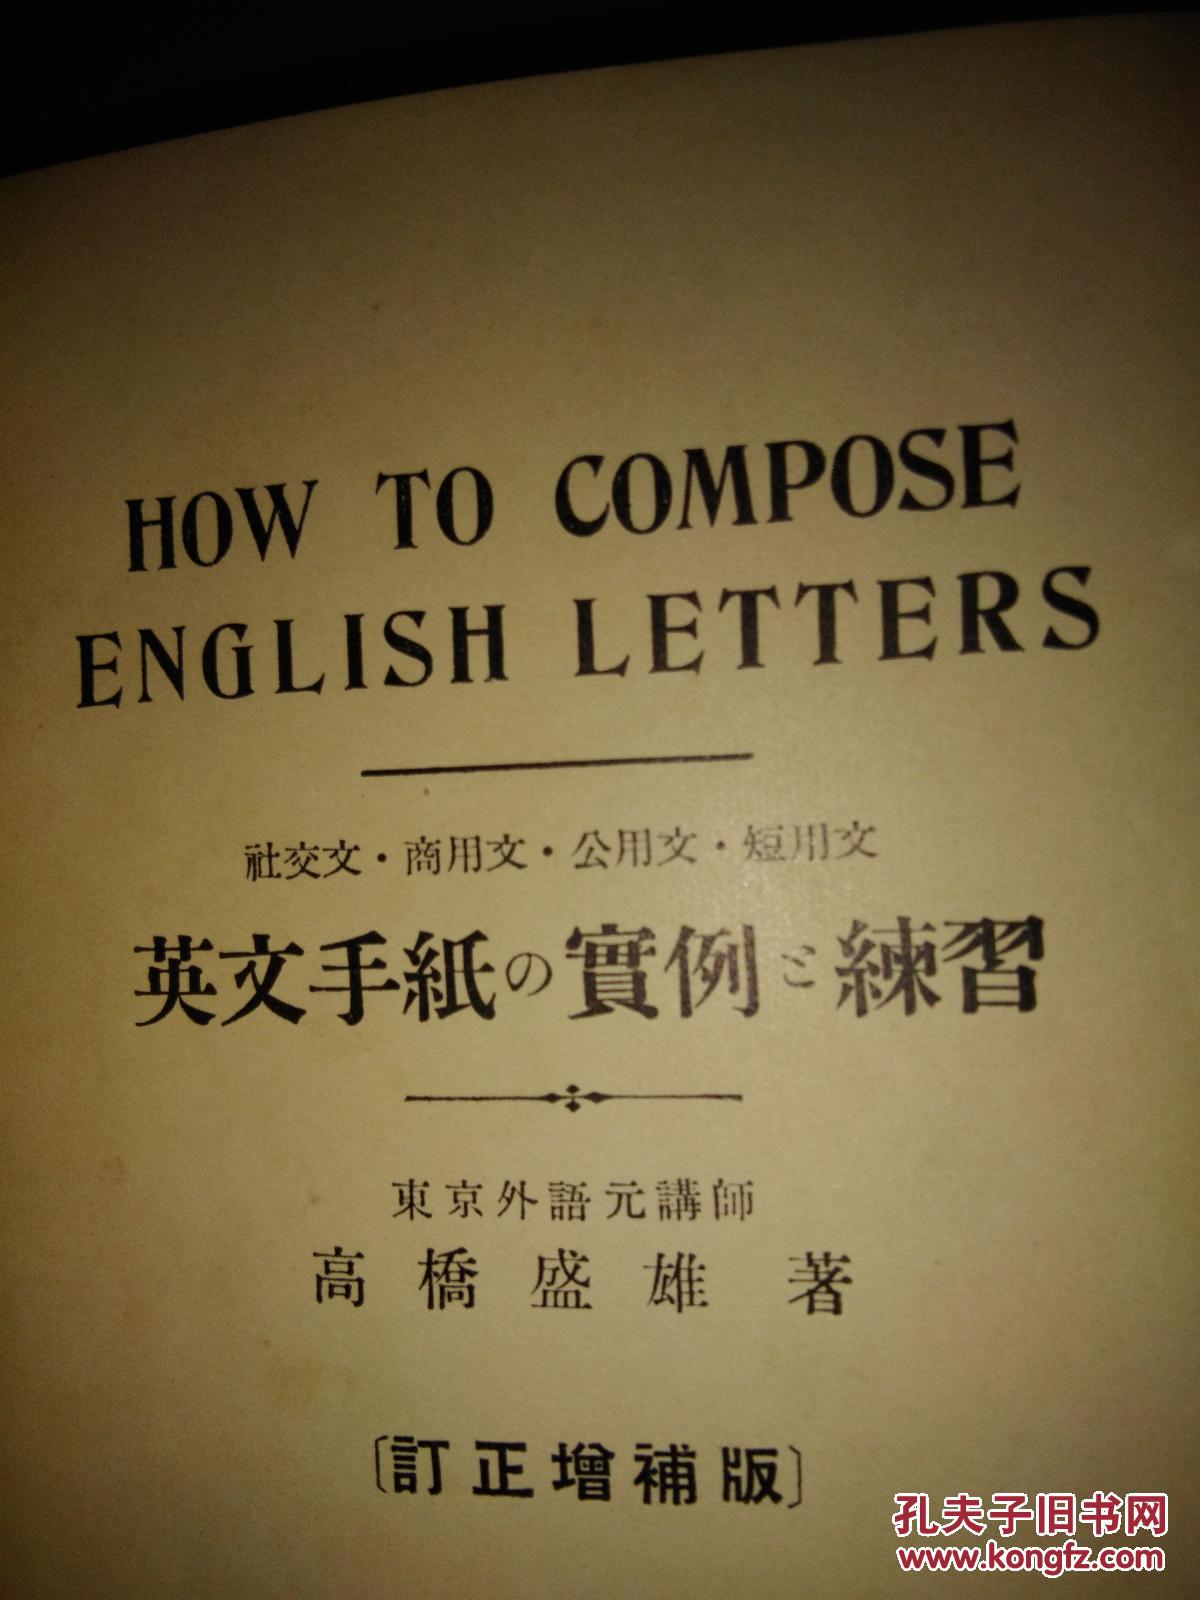 HOW TO COMPOSE
ENGLISH LETTERS
社交文・商用文・公用文・短用文
英文手紙の實例と練習
東京外語元講師
高橋盛雄 著
〔訂正增補版〕
孔夫子旧书网
www.kongfz.com